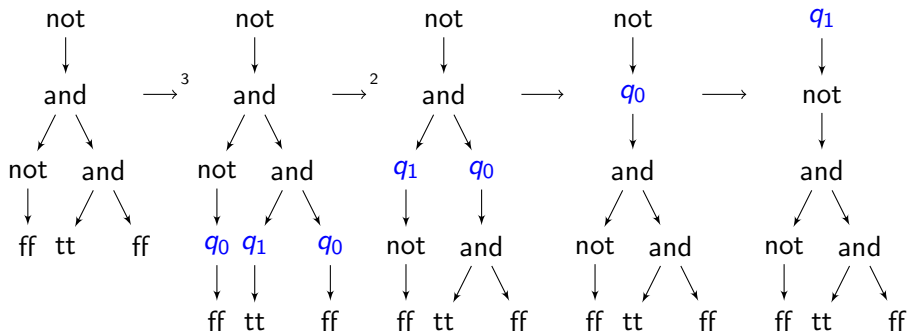 not not not not q₁
and →³ and →² and → q₀ → not
not and not and q₁ q₀ and and
ff tt ff q₀ q₁ q₀ not and not and not and
ff tt ff ff tt ff ff tt ff ff tt ff